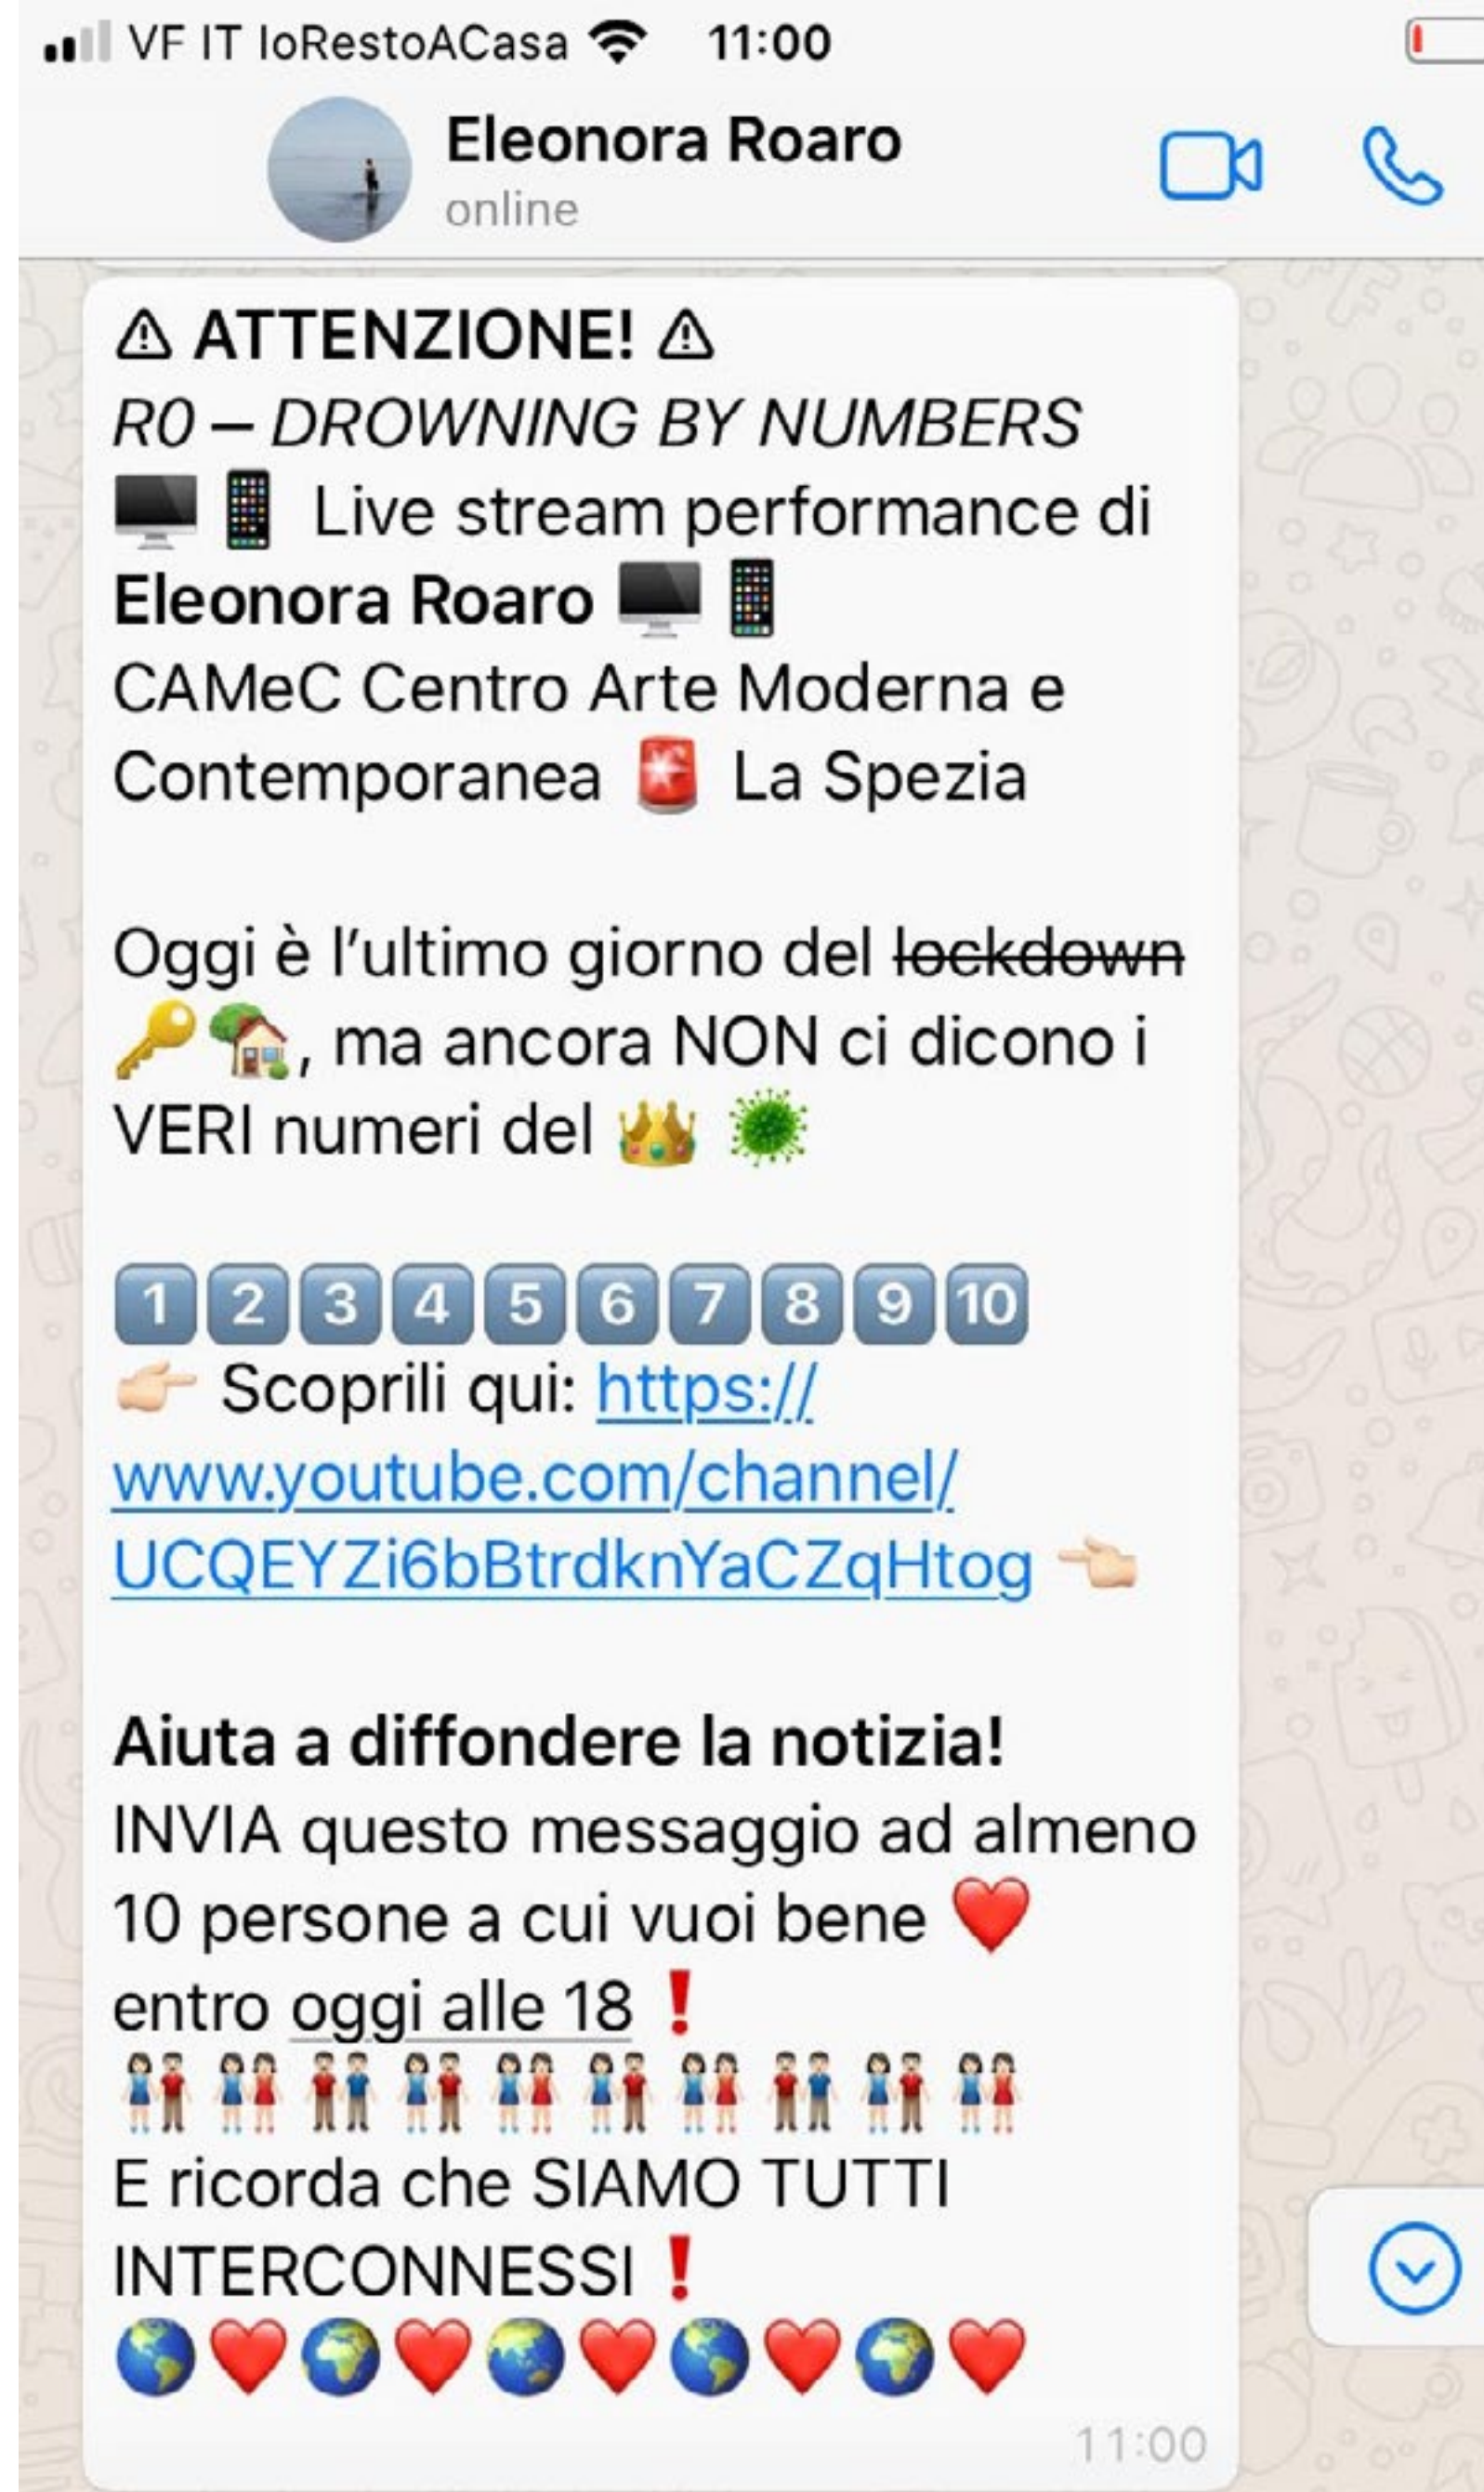 VF IT IoRestoACasa 11:00
Eleonora Roaro
online
⚠ ATTENZIONE! ⚠
R0 – DROWNING BY NUMBERS
🖥📱 Live stream performance di
Eleonora Roaro 🖥📱
CAMeC Centro Arte Moderna e
Contemporanea 🚨 La Spezia
Oggi è l'ultimo giorno del lockdown
🔑🏡, ma ancora NON ci dicono i
VERI numeri del 👑 🦠
1️⃣2️⃣3️⃣4️⃣5️⃣6️⃣7️⃣8️⃣9️⃣🔟
👉🏻 Scoprili qui: https://
www.youtube.com/channel/
UCQEYZi6bBtrdknYaCZqHtog 👈🏻
Aiuta a diffondere la notizia!
INVIA questo messaggio ad almeno
10 persone a cui vuoi bene ❤️
entro oggi alle 18❗
👫🏻👭🏻👬🏻👫🏻👭🏻👫🏻👭🏻👬🏻👫🏻👭🏻
E ricorda che SIAMO TUTTI
INTERCONNESSI❗
🌎❤️🌍❤️🌏❤️🌎❤️🌍❤️
11:00